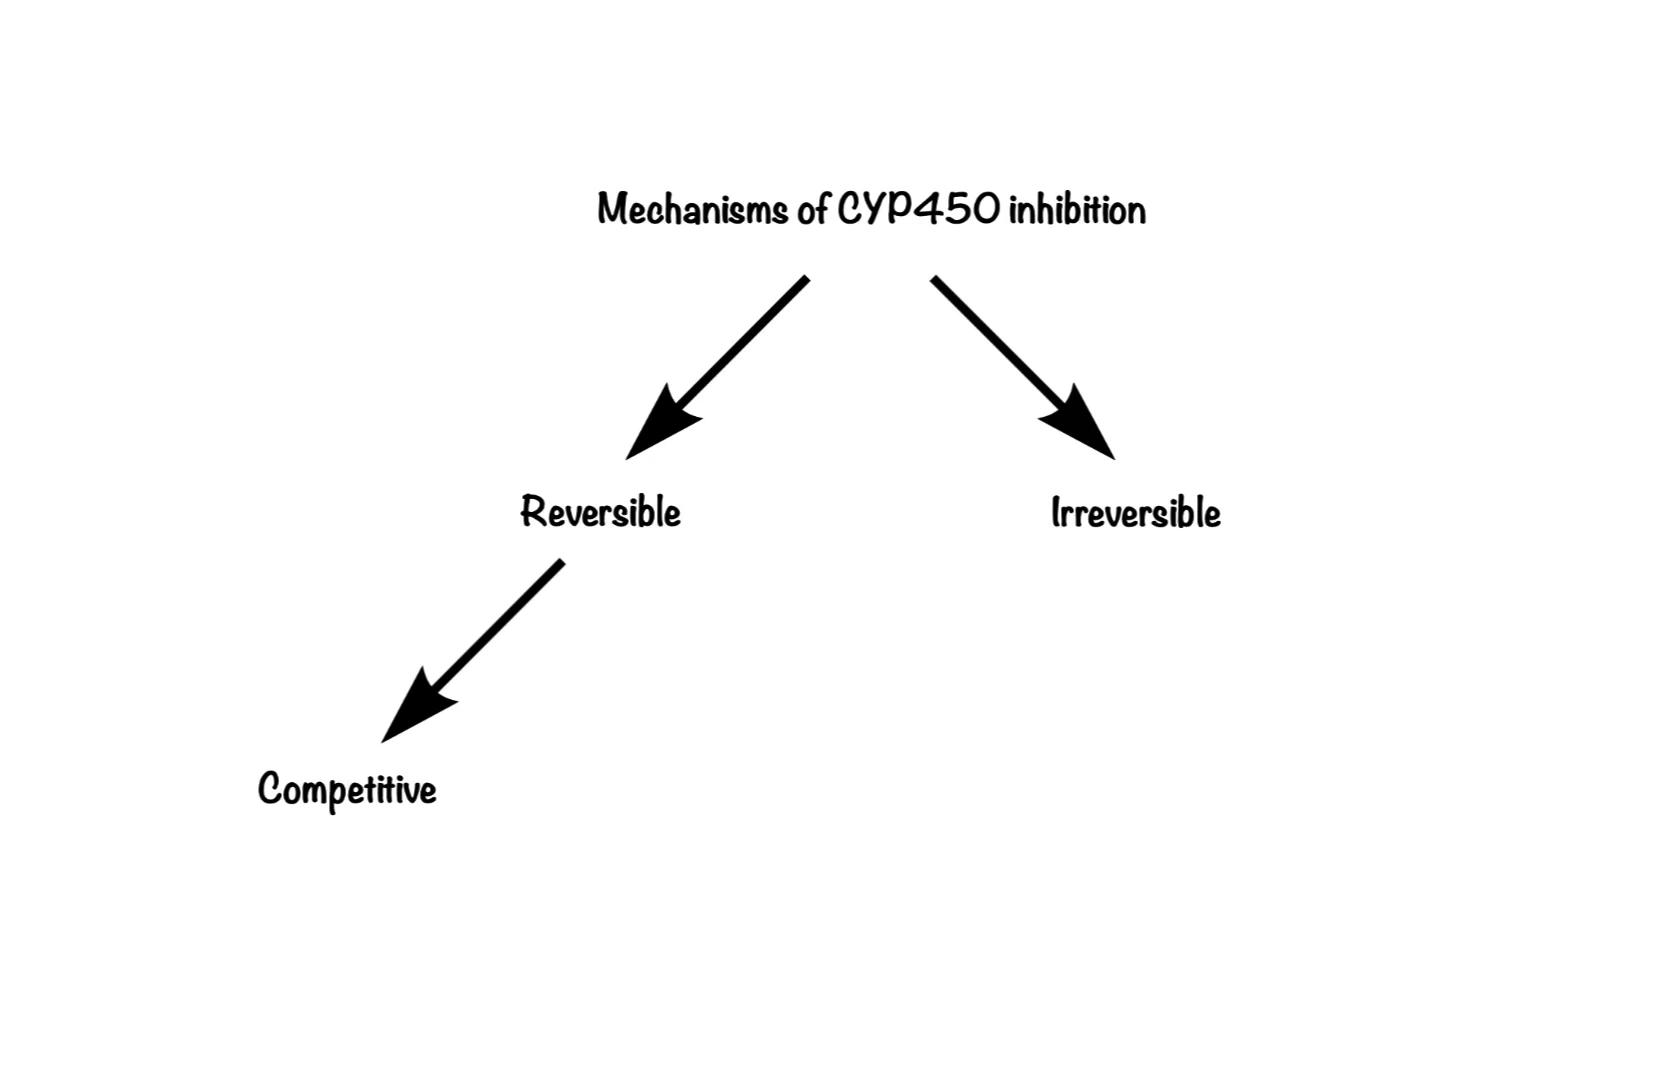 Mechanisms of CYP450 inhibition
Reversible
Irreversible
Competitive